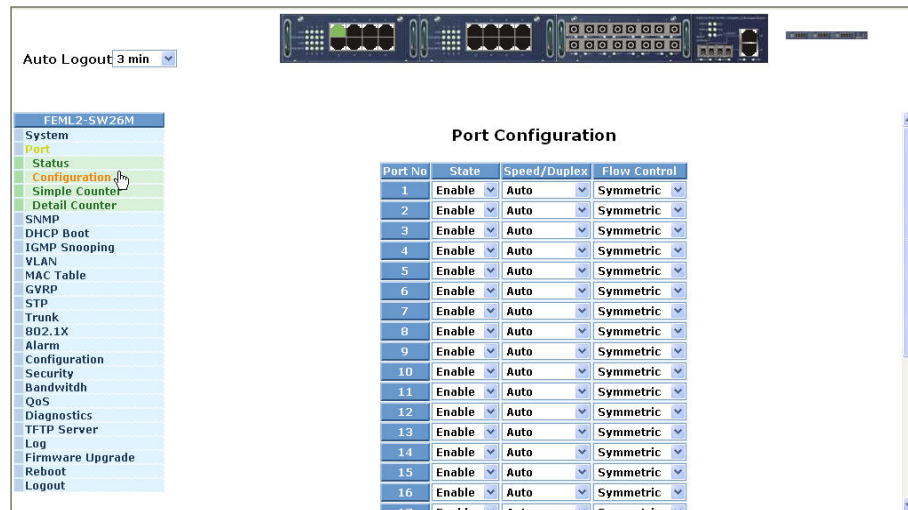 Auto Logout 3 min
FEML2-SW26M
System
Port
Status
Configuration
Simple Counter
Detail Counter
SNMP
DHCP Boot
IGMP Snooping
VLAN
MAC Table
GVRP
STP
Trunk
802.1X
Alarm
Configuration
Security
Bandwitdh
QoS
Diagnostics
TFTP Server
Log
Firmware Upgrade
Reboot
Logout
Port Configuration
Port No State Speed/Duplex Flow Control
1 Enable Auto Symmetric
2 Enable Auto Symmetric
3 Enable Auto Symmetric
4 Enable Auto Symmetric
5 Enable Auto Symmetric
6 Enable Auto Symmetric
7 Enable Auto Symmetric
8 Enable Auto Symmetric
9 Enable Auto Symmetric
10 Enable Auto Symmetric
11 Enable Auto Symmetric
12 Enable Auto Symmetric
13 Enable Auto Symmetric
14 Enable Auto Symmetric
15 Enable Auto Symmetric
16 Enable Auto Symmetric